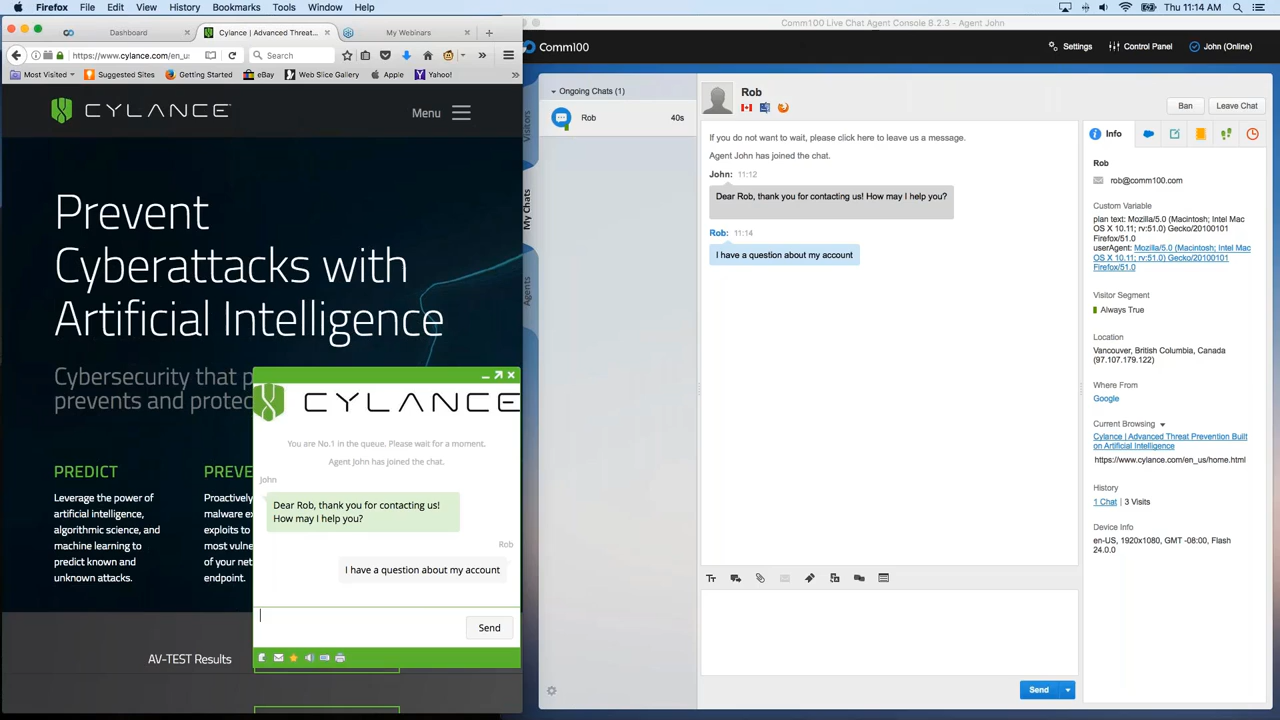 Firefox File Edit View History Bookmarks Tools Window Help
Thu 11:14 AM
Dashboard
Cylance | Advanced Threat...
My Webinars
https://www.cylance.com/en_us
Search
Most Visited
Suggested Sites
Getting Started
eBay
Web Slice Gallery
Apple
Yahoo!
CYLANCE
Menu
Prevent
Cyberattacks with
Artificial Intelligence
Cybersecurity that p
prevents and protec
PREDICT
Leverage the power of
artificial intelligence,
algorithmic science, and
machine learning to
predict known and
unknown attacks.
PREVE
Proactively
malware ex
exploits to
most vulne
of your net
endpoint.
AV-TEST Results
CYLANCE
You are No.1 in the queue. Please wait for a moment.
Agent John has joined the chat.
John
Dear Rob, thank you for contacting us!
How may I help you?
Rob
I have a question about my account
Send
Comm100 Live Chat Agent Console 8.2.3 - Agent John
Comm100
Settings
Control Panel
John (Online)
Visitors
My Chats
Agents
Ongoing Chats (1)
Rob 40s
Rob
Ban
Leave Chat
If you do not want to wait, please click here to leave us a message.
Agent John has joined the chat.
John: 11:12
Dear Rob, thank you for contacting us! How may I help you?
Rob: 11:14
I have a question about my account
Send
Info
Rob
rob@comm100.com
Custom Variable
plan text: Mozilla/5.0 (Macintosh; Intel Mac
OS X 10.11; rv:51.0) Gecko/20100101
Firefox/51.0
userAgent: Mozilla/5.0 (Macintosh; Intel Mac
OS X 10.11; rv:51.0) Gecko/20100101
Firefox/51.0
Visitor Segment
Always True
Location
Vancouver, British Columbia, Canada
(97.107.179.122)
Where From
Google
Current Browsing
Cylance | Advanced Threat Prevention Built
on Artificial Intelligence
https://www.cylance.com/en_us/home.html
History
1 Chat | 3 Visits
Device Info
en-US, 1920x1080, GMT -08:00, Flash
24.0.0